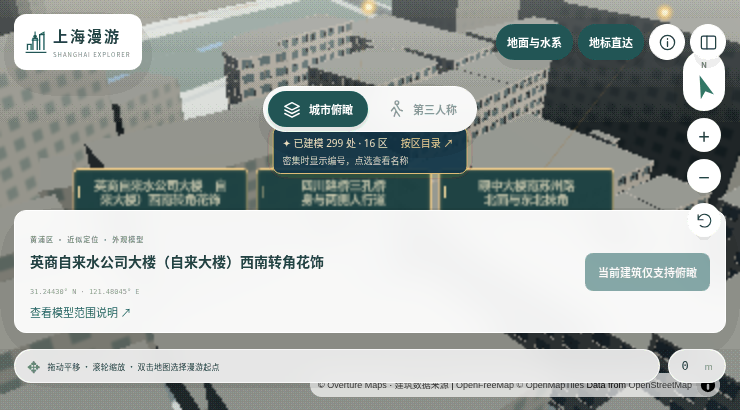 上海漫游
SHANGHAI EXPLORER
地面与水系
地标直达
N
城市俯瞰
第三人称
✦ 已建模 299 处 · 16 区 按区目录 ↗
密集时显示编号，点选查看名称
英商自来水公司大楼（自
来大楼）西南转角花饰
四川路桥三孔桥
身与两侧人行道
颐中大楼苏州路
北面与东北抹角
黄浦区 · 近似定位 · 外观模型
英商自来水公司大楼（自来大楼）西南转角花饰
31.24430° N · 121.48045° E
查看模型范围说明 ↗
当前建筑仅支持俯瞰
拖动平移 · 滚轮缩放 · 双击地图选择漫游起点
0 m
© Overture Maps · 建筑数据来源 | OpenFreeMap © OpenMapTiles Data from OpenStreetMap